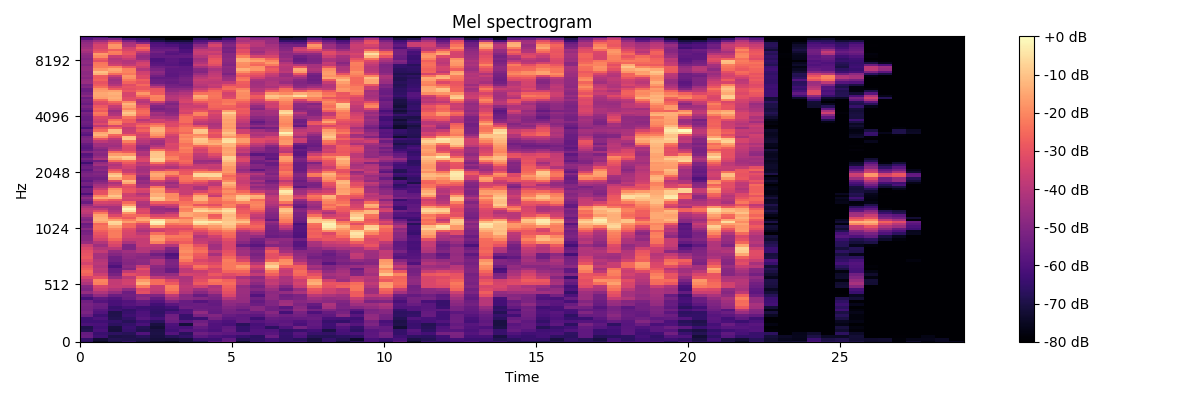 Mel spectrogram
Hz
8192
4096
2048
1024
512
0
0 5 10 15 20 25
Time
+0 dB
-10 dB
-20 dB
-30 dB
-40 dB
-50 dB
-60 dB
-70 dB
-80 dB